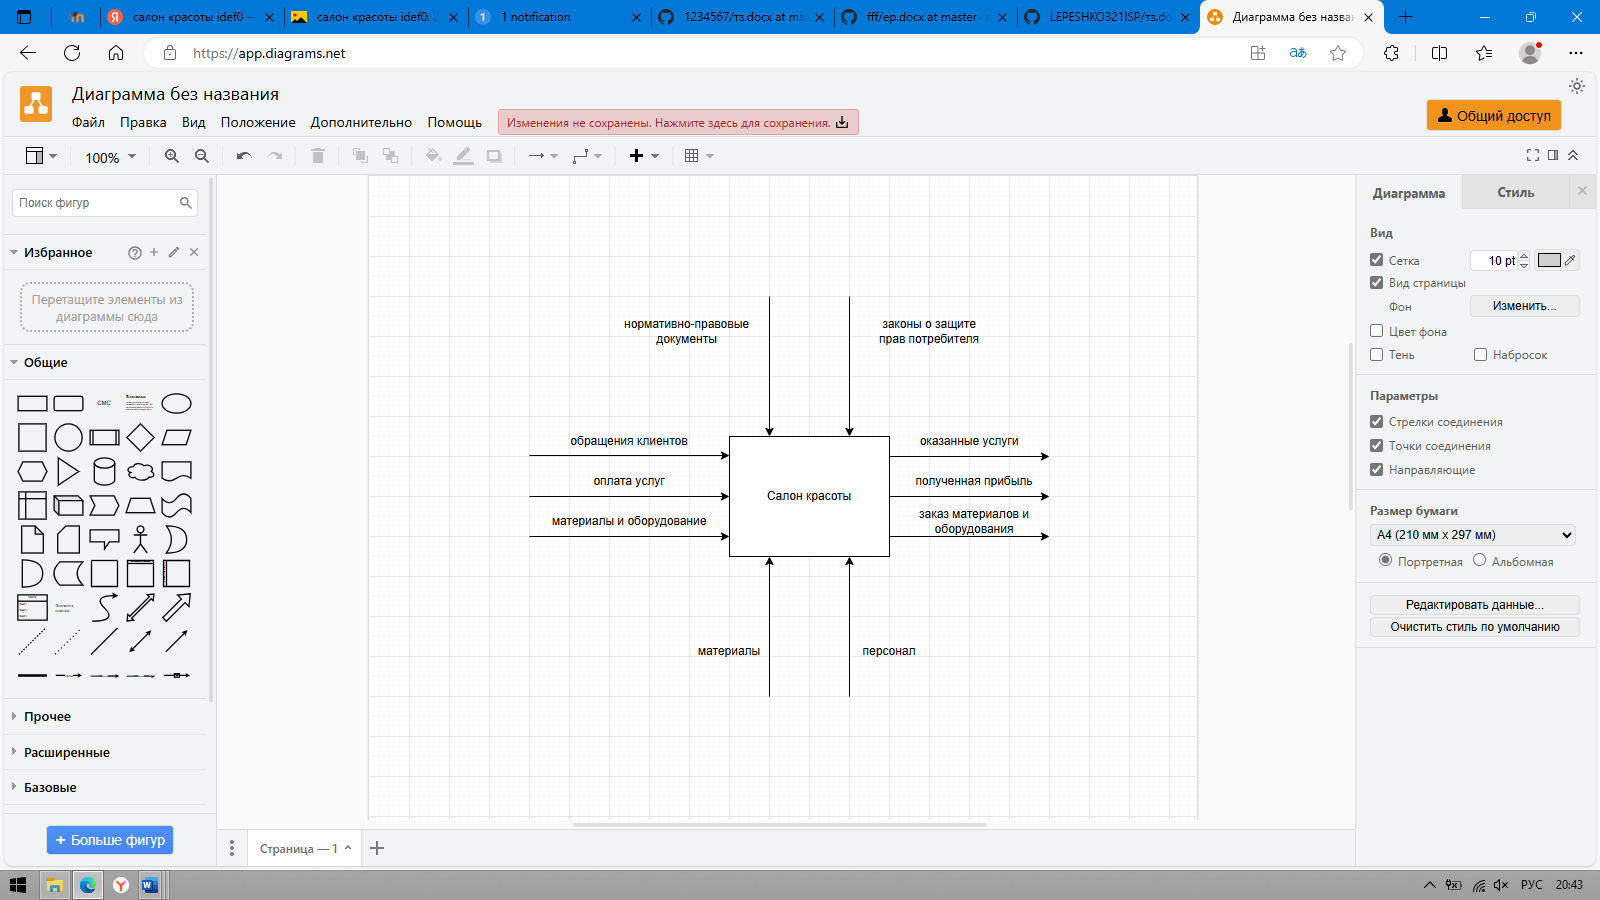 салон красоты idef0 —
салон красоты idef0: 2
1 notification
1234567/тз.docx at ma
fff/ер.docx at master ·
LEPESHKO321ISP/тз.do
Диаграмма без назва
https://app.diagrams.net
Диаграмма без названия
Файл Правка Вид Положение Дополнительно Помощь
Изменения не сохранены. Нажмите здесь для сохранения.
Общий доступ
100%
Поиск фигур
Избранное
Перетащите элементы из
диаграммы сюда
Общие
Прочее
Расширенные
Базовые
+ Больше фигур
нормативно-правовые
документы
законы о защите
прав потребителя
обращения клиентов
оплата услуг
материалы и оборудование
Салон красоты
оказанные услуги
полученная прибыль
заказ материалов и
оборудования
материалы
персонал
Страница — 1
Диаграмма
Стиль
Вид
Сетка
10 pt
Вид страницы
Фон
Изменить...
Цвет фона
Тень
Набросок
Параметры
Стрелки соединения
Точки соединения
Направляющие
Размер бумаги
A4 (210 мм x 297 мм)
Портретная
Альбомная
Редактировать данные...
Очистить стиль по умолчанию
РУС
20:43